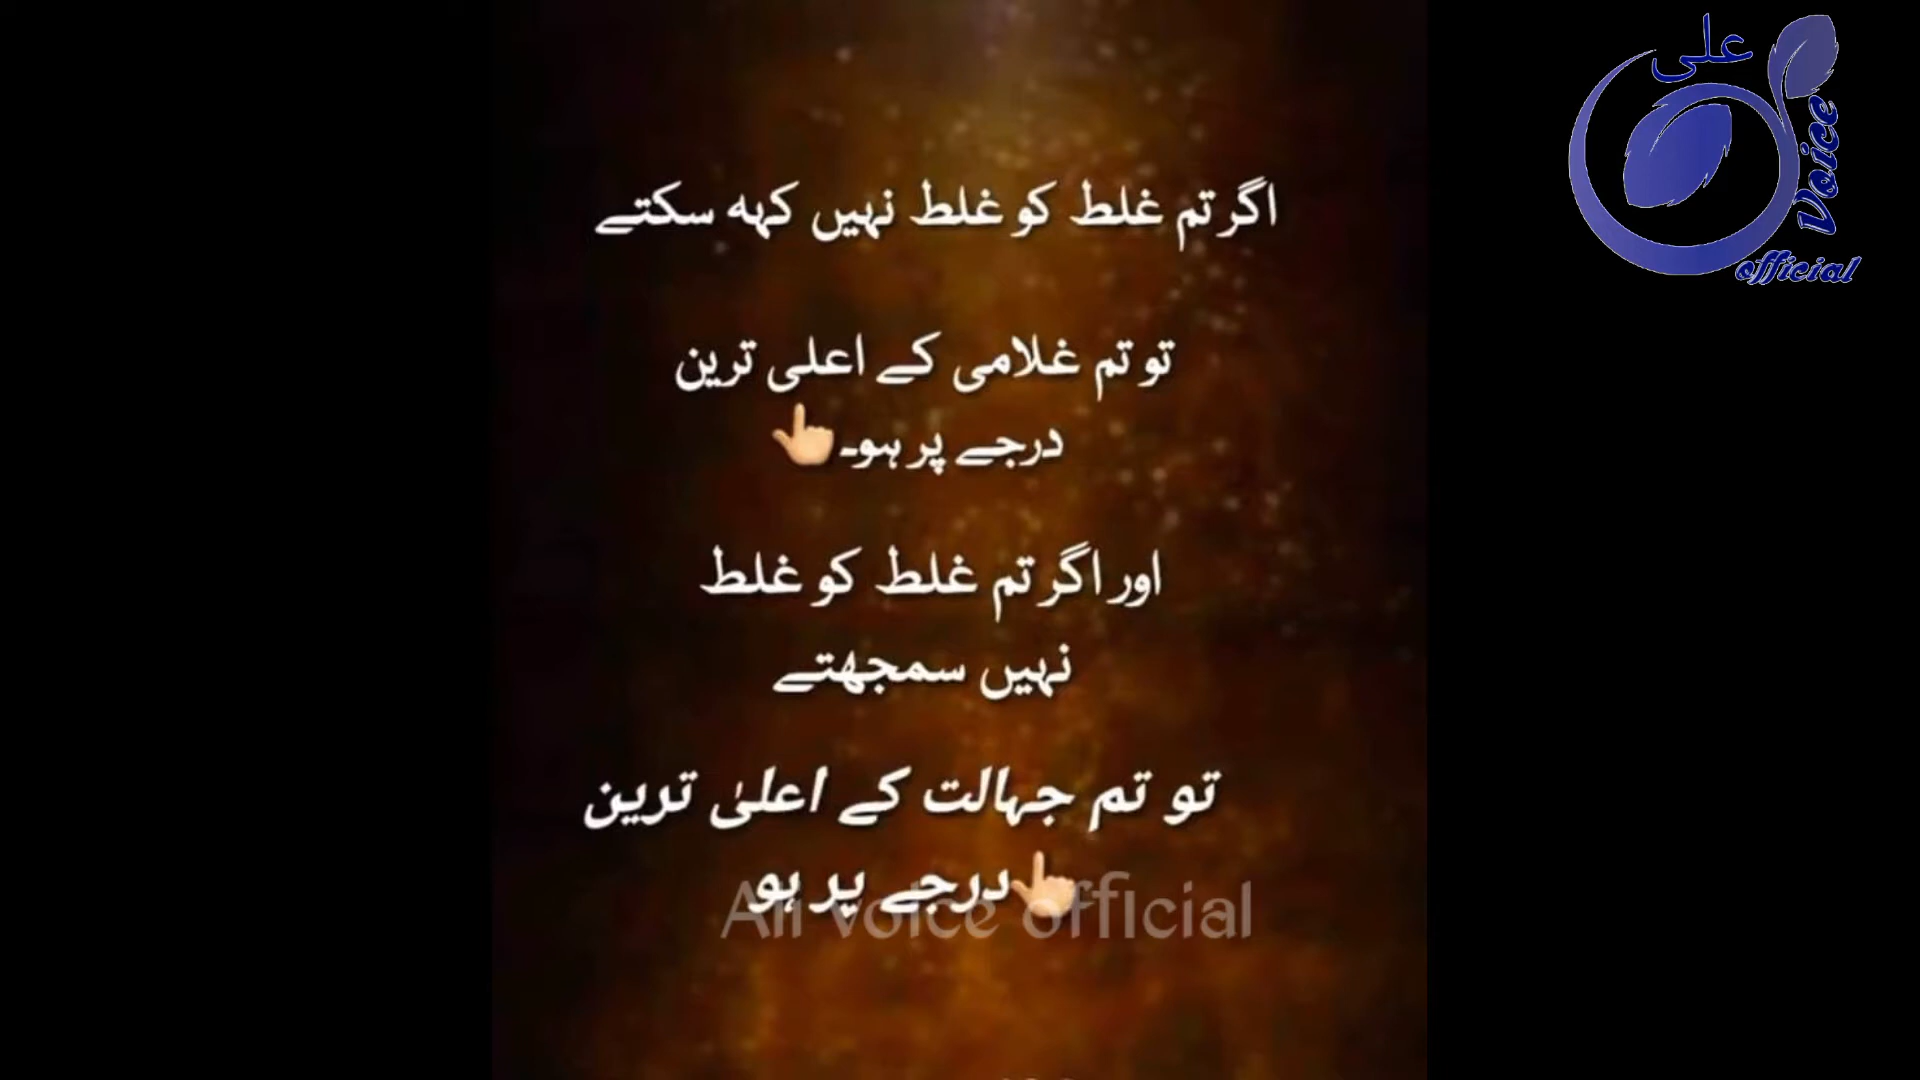 علی
Voice
official
اگر تم غلط کو غلط نہیں کہہ سکتے
تو تم غلامی کے اعلی ترین
درجے پر ہو۔👆🏻
اور اگر تم غلط کو غلط
نہیں سمجھتے
تو تم جہالت کے اعلیٰ ترین
👆🏻درجے پر ہو
Ali voice official